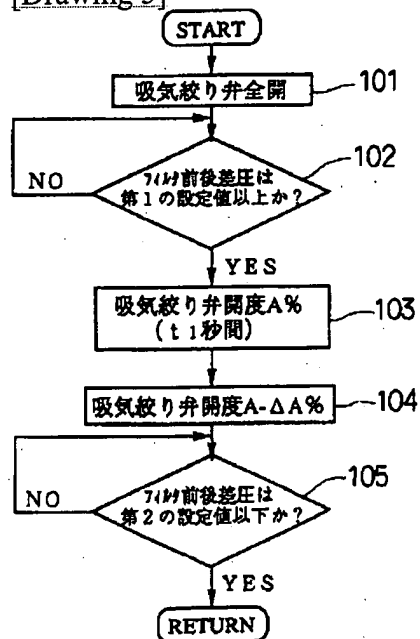 [Drawing 3]
START
吸気絞り弁全開
101
102
NO
フィルタ前後差圧は
第1の設定値以上か?
YES
吸気絞り弁開度A%
(t1秒間)
103
吸気絞り弁開度A-ΔA%
104
105
NO
フィルタ前後差圧は
第2の設定値以下か?
YES
RETURN